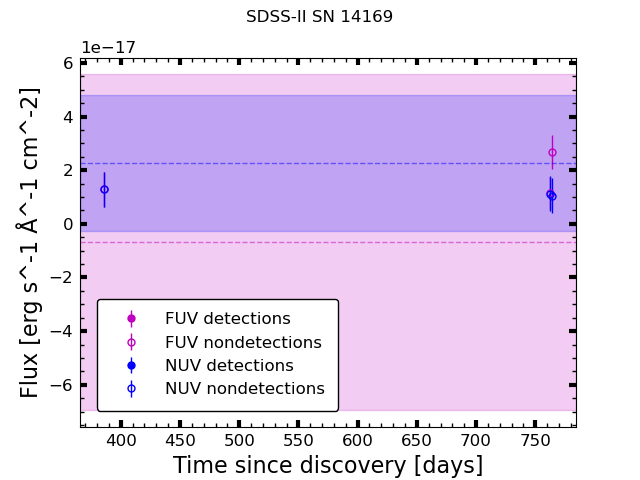 SDSS-II SN 14169
1e−17
6
4
2
0
−2
−4
−6
Flux [erg s^-1 Å^-1 cm^-2]
FUV detections
FUV nondetections
NUV detections
NUV nondetections
400 450 500 550 600 650 700 750
Time since discovery [days]